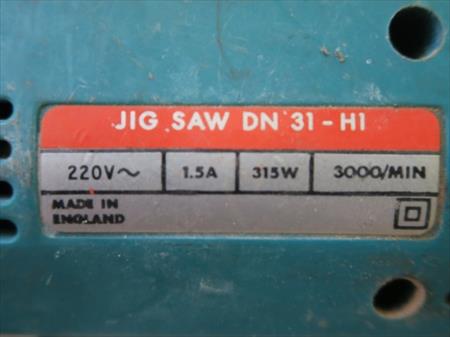 JIG SAW DN 31-H1
220V~ 1.5A 315W 3000/MIN
MADE IN
ENGLAND